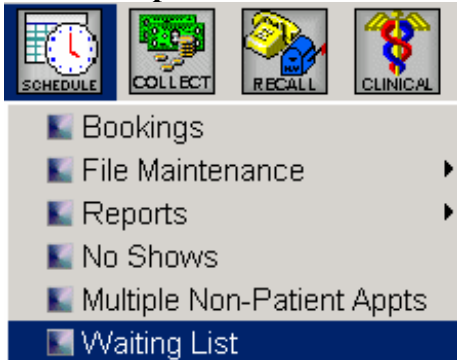 SCHEDULE COLLECT RECALL CLINICAL
Bookings
File Maintenance
Reports
No Shows
Multiple Non-Patient Appts
Waiting List